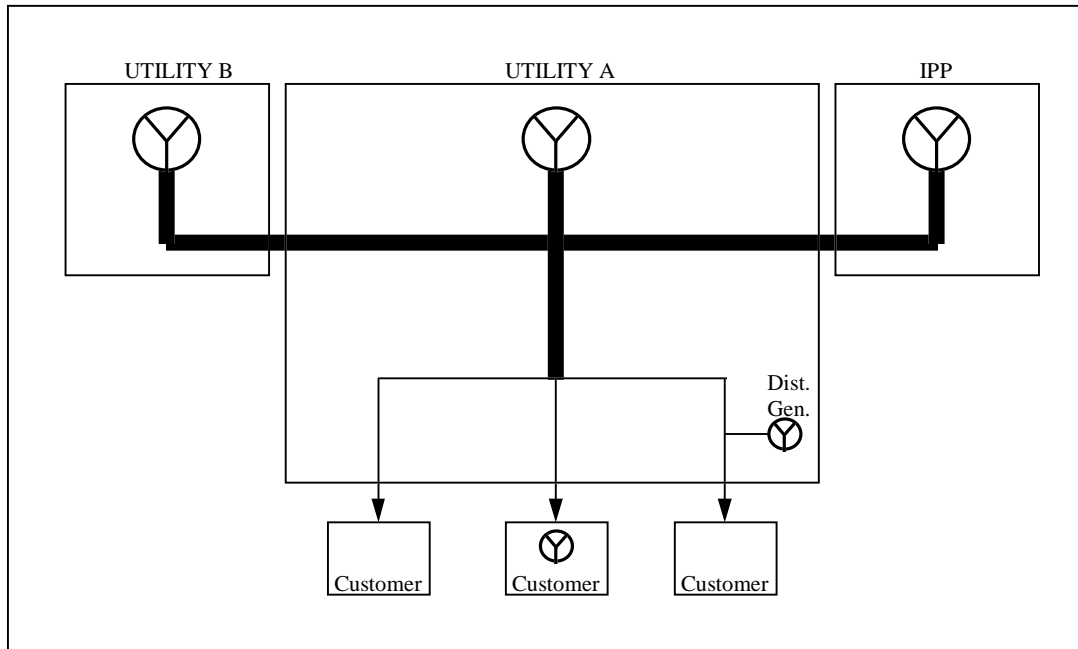 UTILITY B
UTILITY A
IPP
Dist.
Gen.
Customer
Customer
Customer